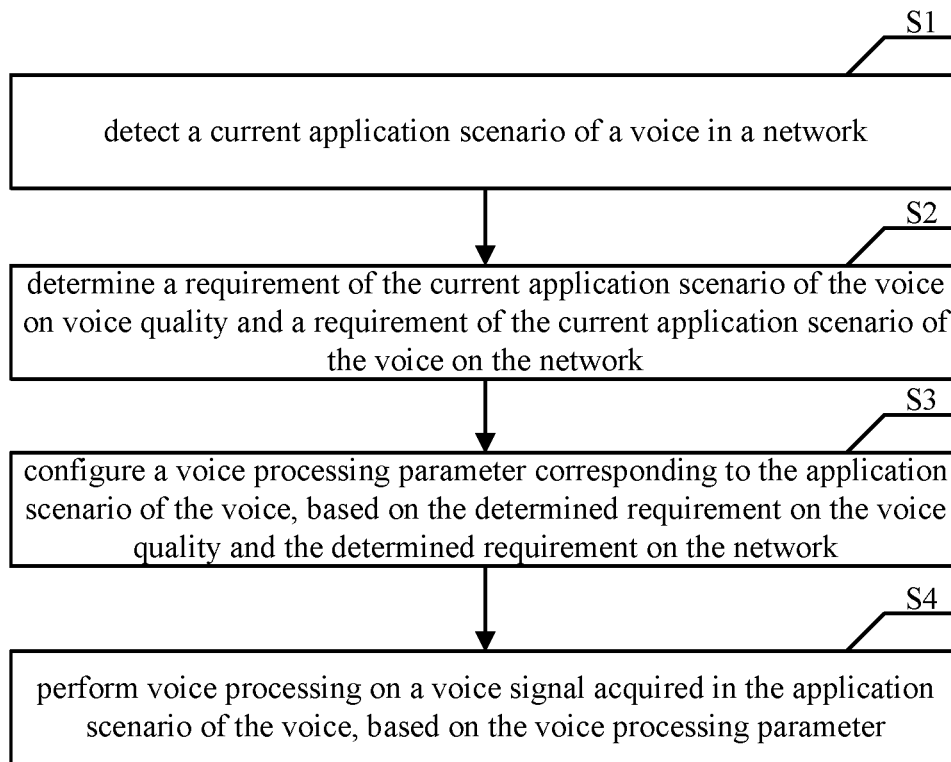 S1
detect a current application scenario of a voice in a network
S2
determine a requirement of the current application scenario of the voice
on voice quality and a requirement of the current application scenario of
the voice on the network
S3
configure a voice processing parameter corresponding to the application
scenario of the voice, based on the determined requirement on the voice
quality and the determined requirement on the network
S4
perform voice processing on a voice signal acquired in the application
scenario of the voice, based on the voice processing parameter